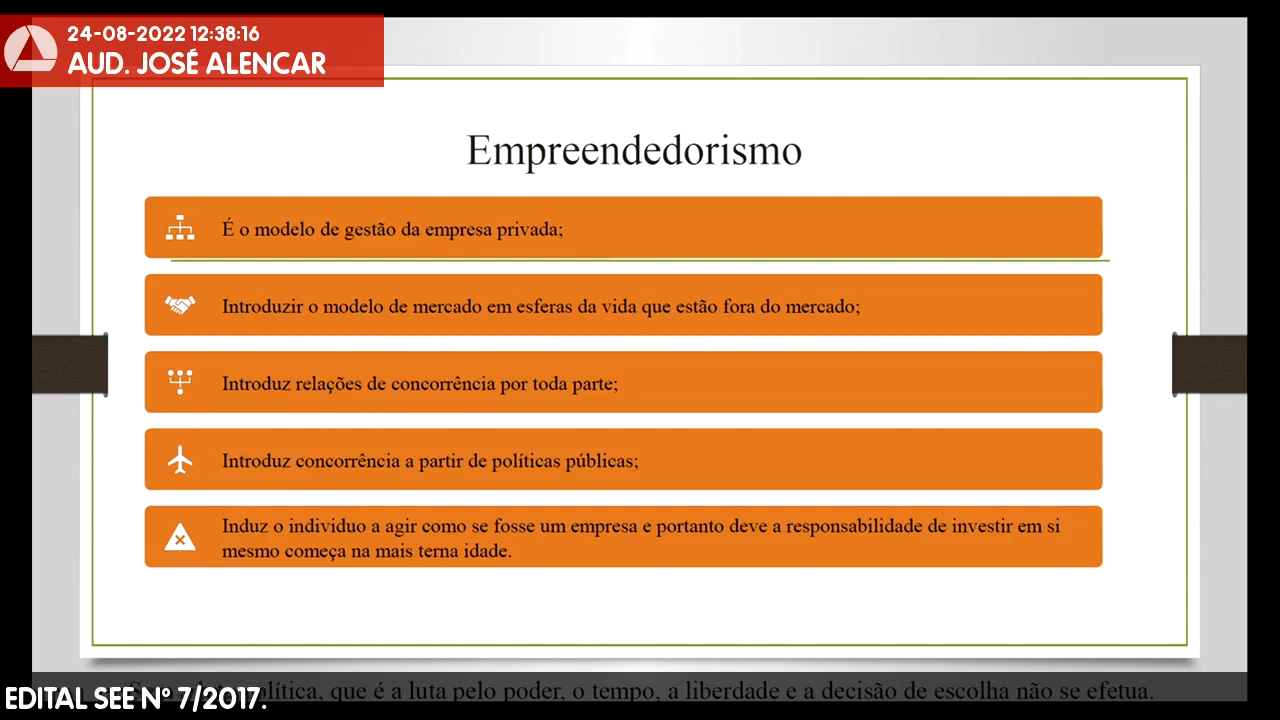 24-08-2022 12:38:16
AUD. JOSÉ ALENCAR
Empreendedorismo
É o modelo de gestão da empresa privada;
Introduzir o modelo de mercado em esferas da vida que estão fora do mercado;
Introduz relações de concorrência por toda parte;
Introduz concorrência a partir de políticas públicas;
Induz o individuo a agir como se fosse um empresa e portanto deve a responsabilidade de investir em si
mesmo começa na mais terna idade.
política, que é a luta pelo poder, o tempo, a liberdade e a decisão de escolha não se efetua.
EDITAL SEE Nº 7/2017.